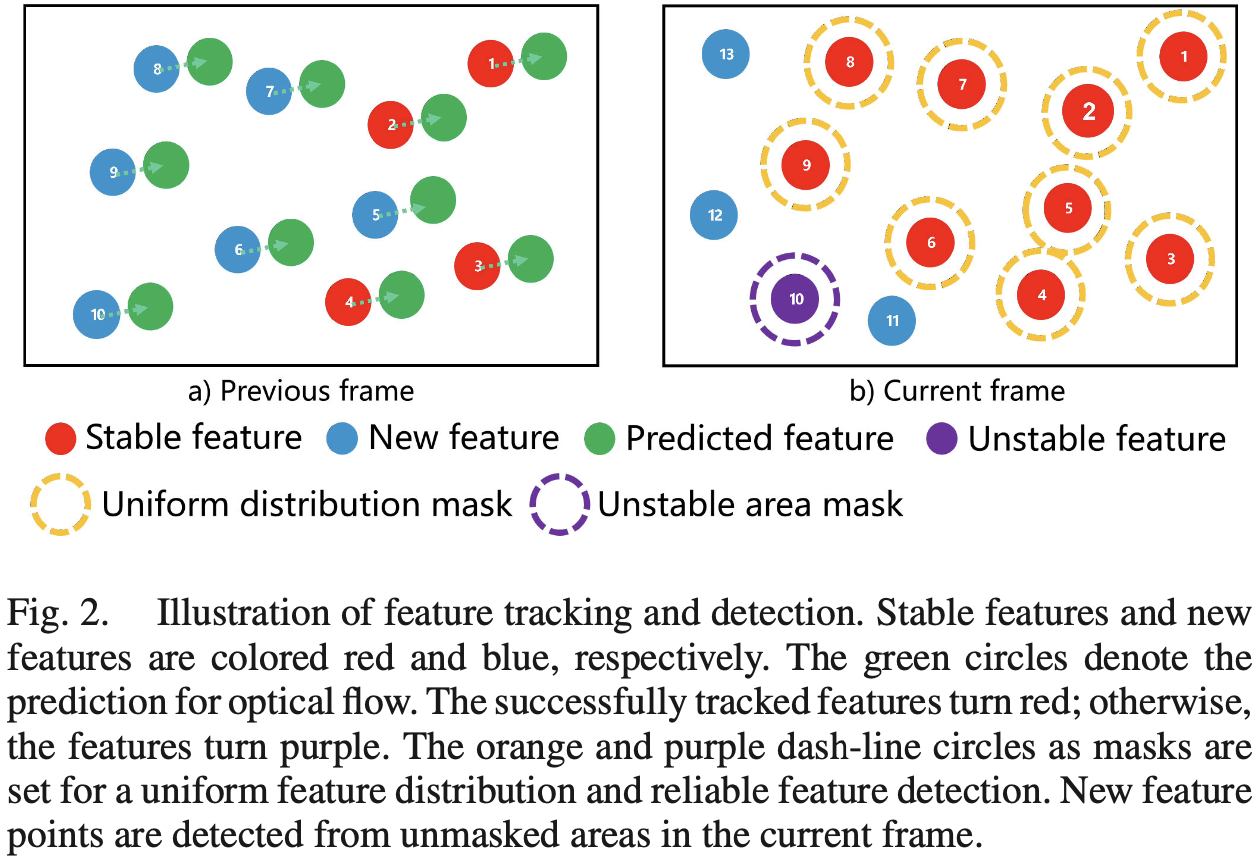 8
7
1
2
9
5
6
3
10
4
13
8
7
1
2
9
12
5
6
3
10
4
11
a) Previous frame
b) Current frame
Stable feature
New feature
Predicted feature
Unstable feature
Uniform distribution mask
Unstable area mask
Fig. 2. Illustration of feature tracking and detection. Stable features and new
features are colored red and blue, respectively. The green circles denote the
prediction for optical flow. The successfully tracked features turn red; otherwise,
the features turn purple. The orange and purple dash-line circles as masks are
set for a uniform feature distribution and reliable feature detection. New feature
points are detected from unmasked areas in the current frame.